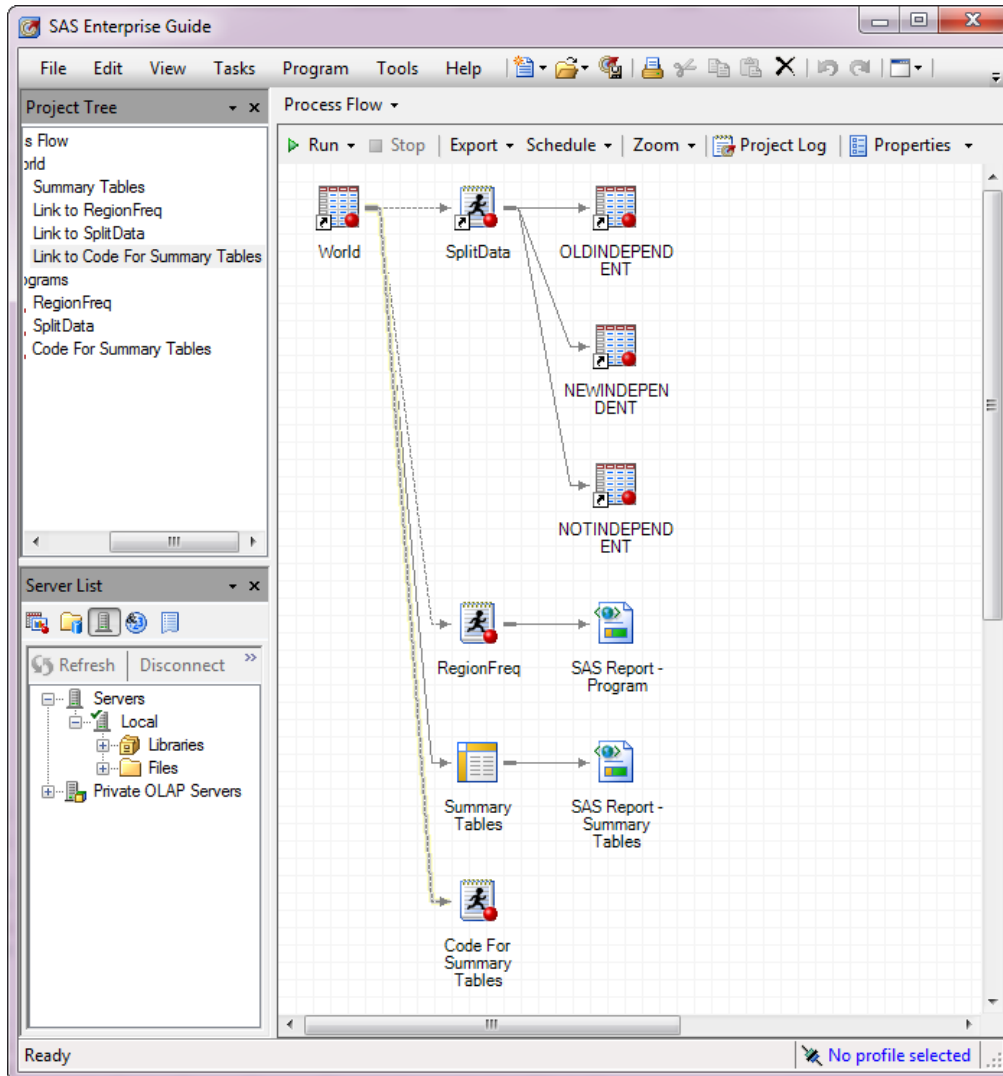 SAS Enterprise Guide
File Edit View Tasks Program Tools Help
Project Tree
s Flow
orld
Summary Tables
Link to RegionFreq
Link to SplitData
Link to Code For Summary Tables
ograms
RegionFreq
SplitData
Code For Summary Tables
Server List
Refresh Disconnect »
Servers
Local
Libraries
Files
Private OLAP Servers
Process Flow
Run Stop Export Schedule Zoom Project Log Properties
World
SplitData
OLDINDEPEND
ENT
NEWINDEPEN
DENT
NOTINDEPEND
ENT
RegionFreq
SAS Report -
Program
Summary
Tables
SAS Report -
Summary
Tables
Code For
Summary
Tables
Ready
No profile selected